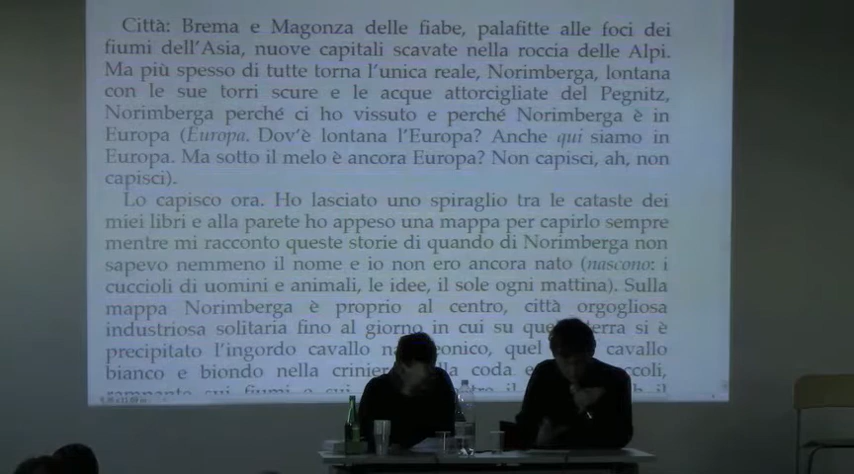 Città: Brema e Magonza delle fiabe, palafitte alle foci dei
fiumi dell'Asia, nuove capitali scavate nella roccia delle Alpi.
Ma più spesso di tutte torna l'unica reale, Norimberga, lontana
con le sue torri scure e le acque attorcigliate del Pegnitz,
Norimberga perché ci ho vissuto e perché Norimberga è in
Europa (Europa. Dov'è lontana l'Europa? Anche qui siamo in
Europa. Ma sotto il melo è ancora Europa? Non capisci, ah, non
capisci).
Lo capisco ora. Ho lasciato uno spiraglio tra le cataste dei
miei libri e alla parete ho appeso una mappa per capirlo sempre
mentre mi racconto queste storie di quando di Norimberga non
sapevo nemmeno il nome e io non ero ancora nato (nascono: i
cuccioli di uomini e animali, le idee, il sole ogni mattina). Sulla
mappa Norimberga è proprio al centro, città orgogliosa
industriosa solitaria fino al giorno in cui su terra si è
precipitato l'ingordo cavallo quel cavallo
bianco e biondo nella coda e